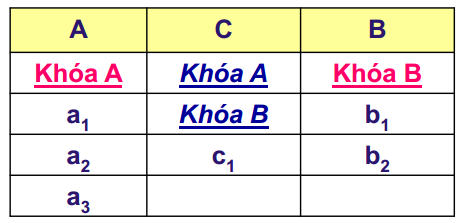 A C B
Khóa A Khóa A Khóa B
a₁ Khóa B b₁
a₂ c₁ b₂
a₃